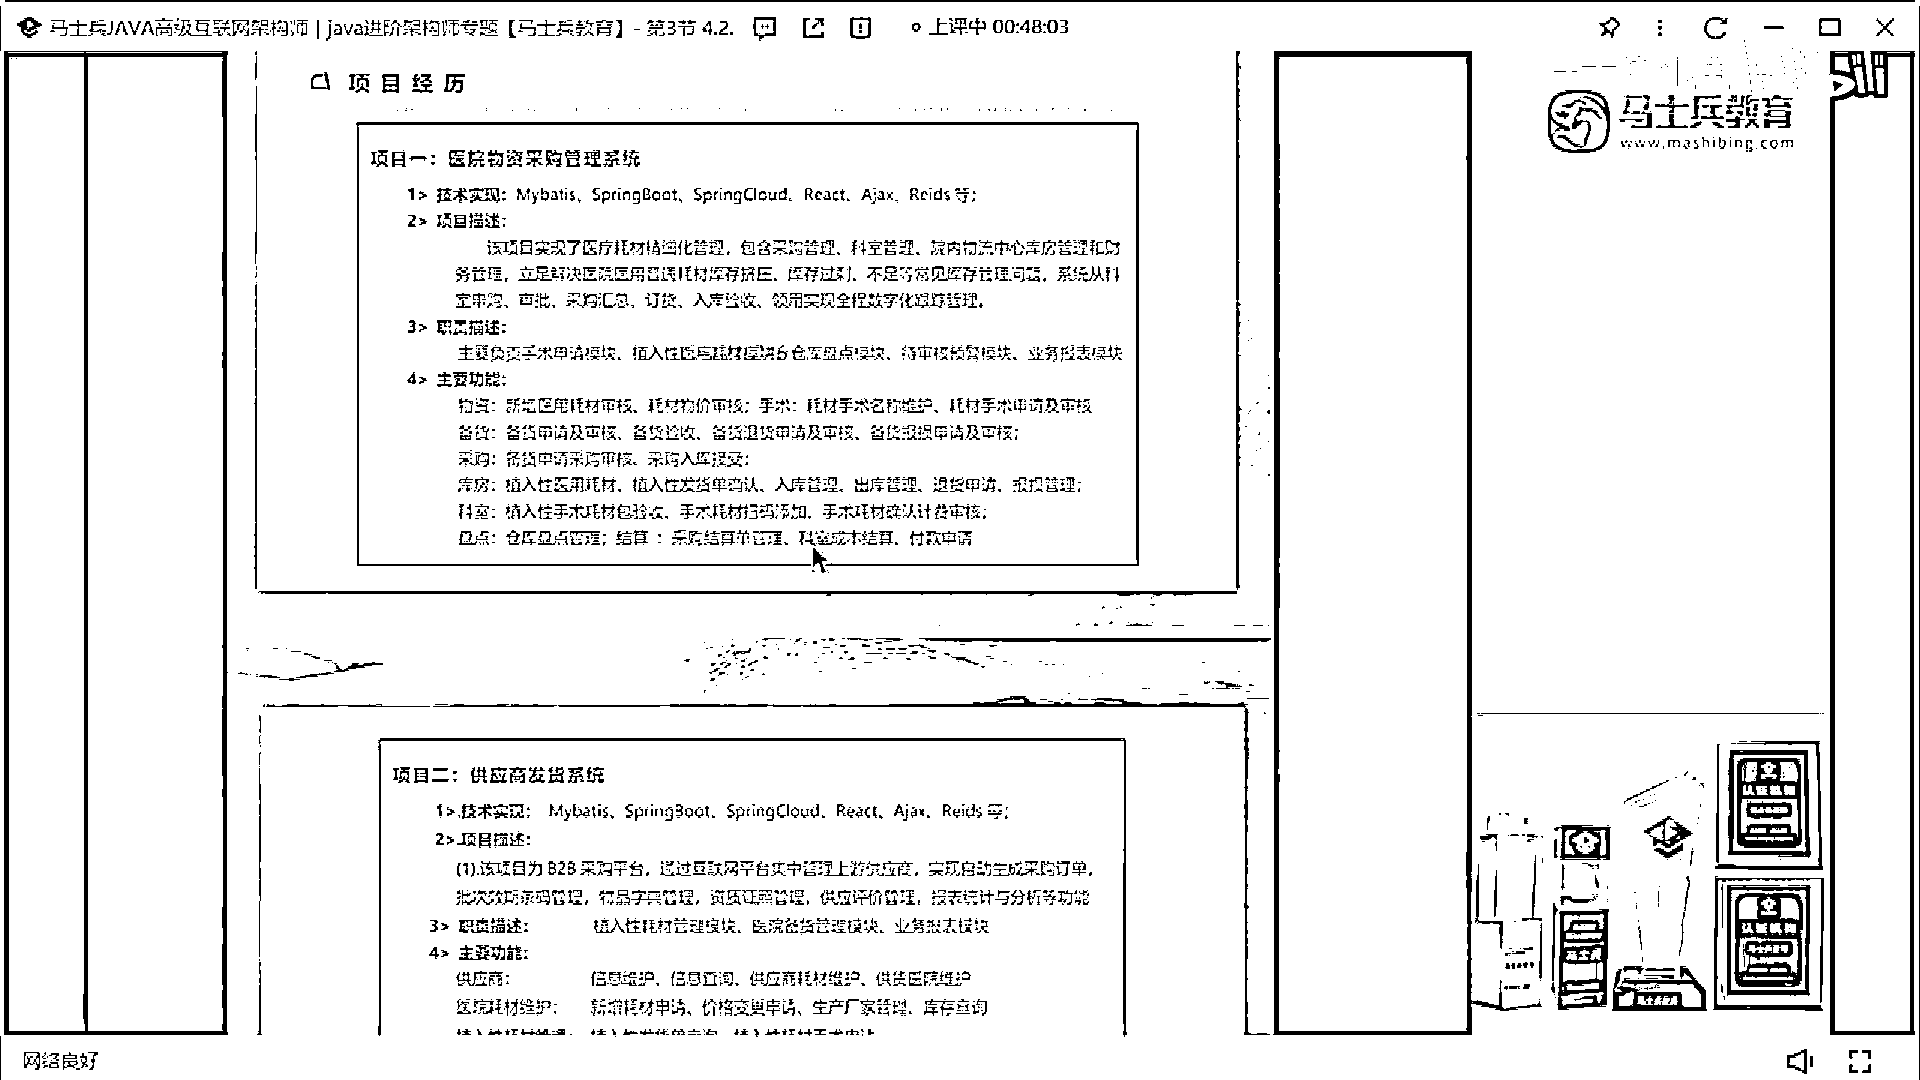 马士兵JAVA高级互联网架构师 | java进阶架构师专题【马士兵教育】- 第3节 4.2.
上评中 00:48:03
马士兵教育
www.mashibing.com
项目经历
项目一：医院物资采购管理系统
1> 技术实现：Mybatis、SpringBoot、SpringCloud、React、Ajax、Reids 等；
2> 项目描述：
该项目实现了医疗耗材精细化管理，包含采购管理、科室管理、院内物流中心库房管理和财
务管理，立足解决医院医用普通耗材库存挤压、库存过剩、不足等常见库存管理问题，系统从科
室申购、审批、采购汇总、订货、入库验收、领用实现全程数字化跟踪管理。
3> 职责描述：
主要负责手术申请模块、植入性医用耗材模块&仓库盘点模块、待审核预警模块、业务报表模块
4> 主要功能：
物资：新增医用耗材审核、耗材物价审核；手术：耗材手术名称维护、耗材手术申请及审核
备货：备货申请及审核、备货验收、备货退货申请及审核、备货报损申请及审核；
采购：备货申请采购审核、采购入库接受；
库房：植入性医用耗材、植入性发货单确认、入库管理、出库管理、退货申请、报损管理；
科室：植入性手术耗材包验收、手术耗材扫码添加、手术耗材确认计费审核；
盘点：仓库盘点管理；结算 ：采购结算单管理、科室成本结算、付款申请
项目二：供应商发货系统
1>.技术实现： Mybatis、SpringBoot、SpringCloud、React、Ajax、Reids 等；
2>.项目描述：
(1).该项目为 B2B 采购平台，通过互联网平台集中管理上游供应商，实现自动生成采购订单，
批次效期条码管理，物品字典管理，资质证照管理，供应评价管理，报表统计与分析等功能
3> 职责描述： 植入性耗材管理模块、医院备货管理模块、业务报表模块
4> 主要功能：
供应商： 信息维护、信息查询、供应商耗材维护、供货医院维护
医院耗材维护： 新增耗材申请、价格变更申请、生产厂家管理、库存查询
网络良好